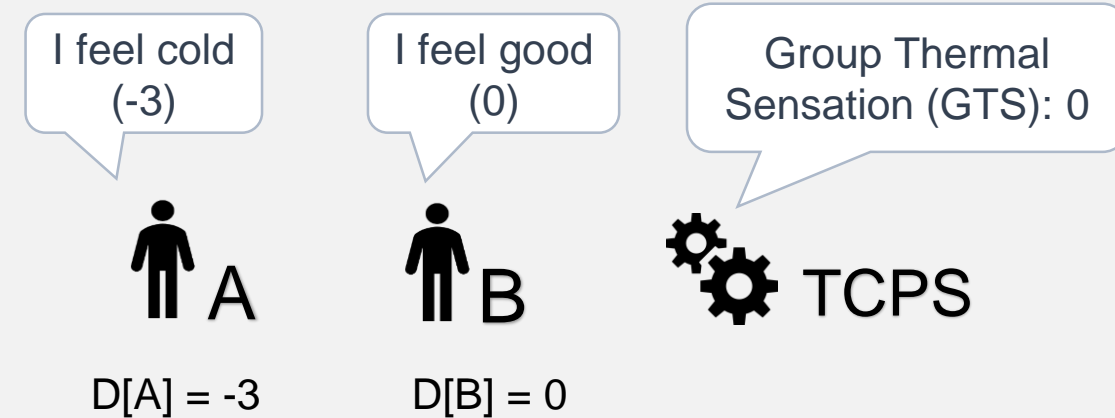 I feel cold
(-3)
I feel good
(0)
Group Thermal
Sensation (GTS): 0
A
B
TCPS
D[A] = -3
D[B] = 0